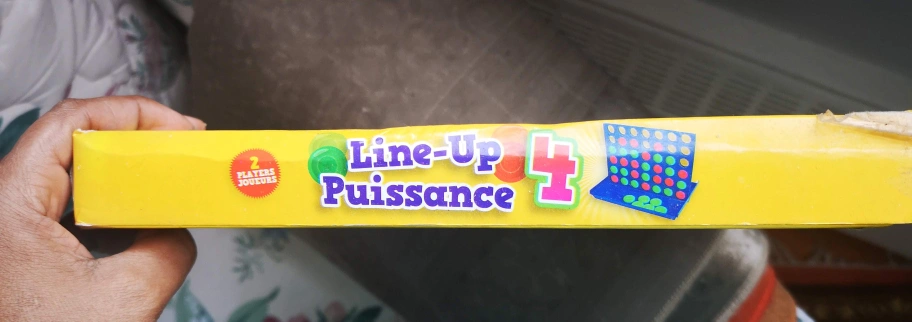 2
PLAYERS
JOUEURS
Line-Up
Puissance
4